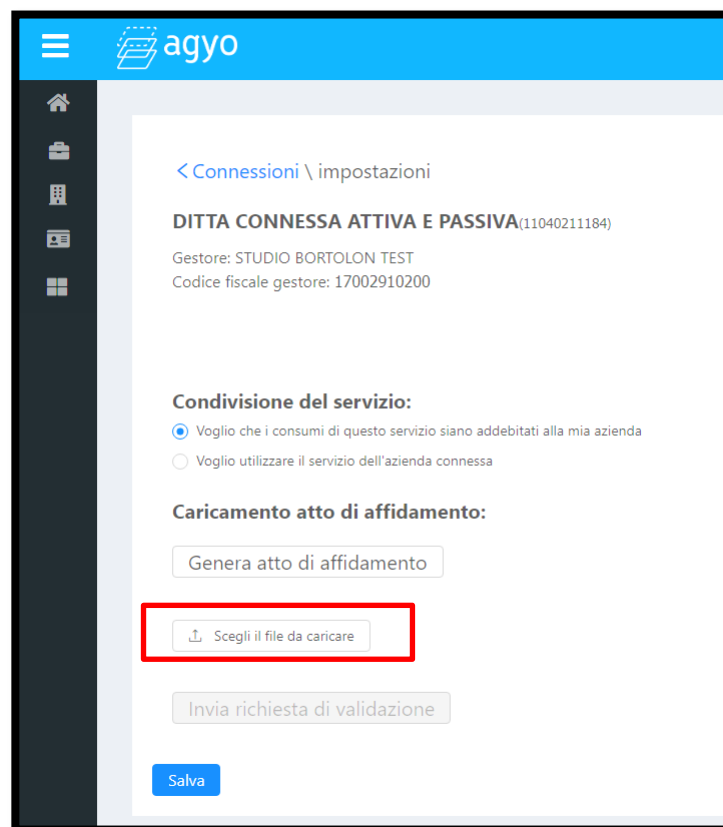 agyo
Connessioni \ impostazioni
DITTA CONNESSA ATTIVA E PASSIVA(11040211184)
Gestore: STUDIO BORTOLON TEST
Codice fiscale gestore: 17002910200
Condivisione del servizio:
Voglio che i consumi di questo servizio siano addebitati alla mia azienda
Voglio utilizzare il servizio dell'azienda connessa
Caricamento atto di affidamento:
Genera atto di affidamento
Scegli il file da caricare
Invia richiesta di validazione
Salva